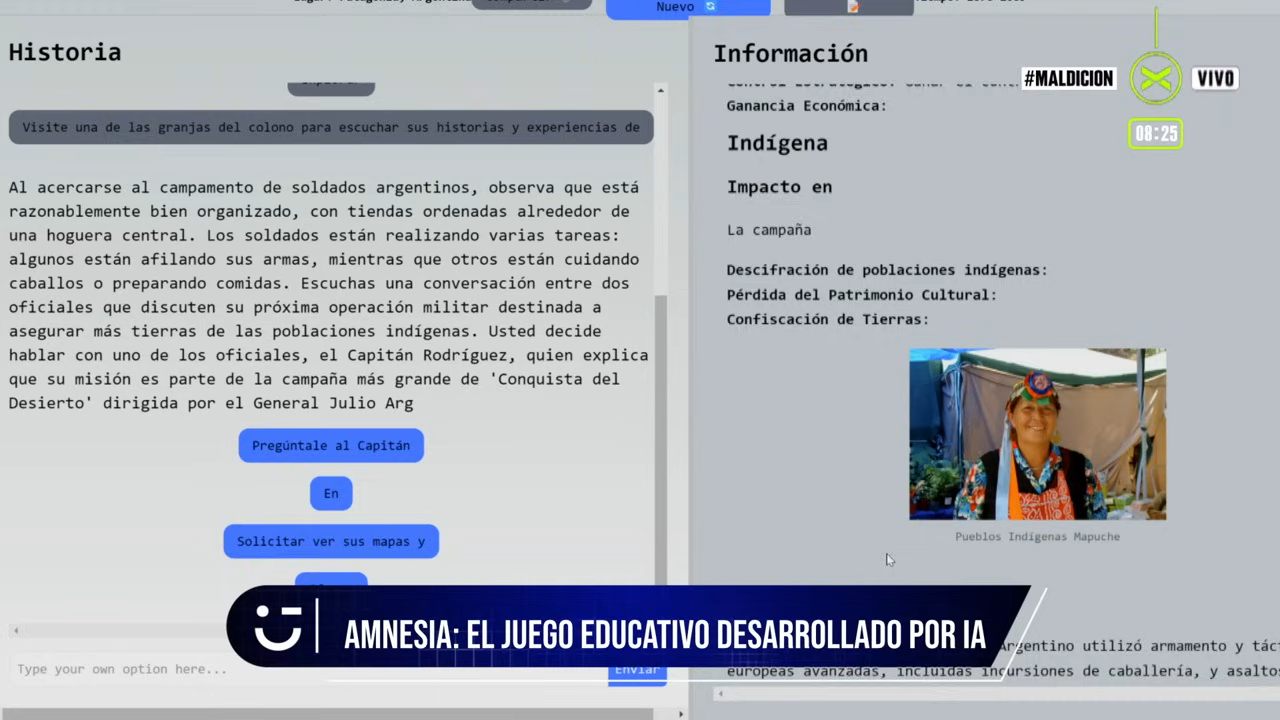 Nuevo
Historia
Visite una de las granjas del colono para escuchar sus historias y experiencias de
Al acercarse al campamento de soldados argentinos, observa que está
razonablemente bien organizado, con tiendas ordenadas alrededor de
una hoguera central. Los soldados están realizando varias tareas:
algunos están afilando sus armas, mientras que otros están cuidando
caballos o preparando comidas. Escuchas una conversación entre dos
oficiales que discuten su próxima operación militar destinada a
asegurar más tierras de las poblaciones indígenas. Usted decide
hablar con uno de los oficiales, el Capitán Rodríguez, quien explica
que su misión es parte de la campaña más grande de 'Conquista del
Desierto' dirigida por el General Julio Arg
Pregúntale al Capitán
En
Solicitar ver sus mapas y
Type your own option here...
Enviar
Información
Ganancia Económica:
Indígena
Impacto en
La campaña
Descifración de poblaciones indígenas:
Pérdida del Patrimonio Cultural:
Confiscación de Tierras:
Pueblos Indígenas Mapuche
Argentino utilizó armamento y tác
europeas avanzadas, incluidas incursiones de caballería, y asaltos
#MALDICION
VIVO
08:25
AMNESIA: EL JUEGO EDUCATIVO DESARROLLADO POR IA